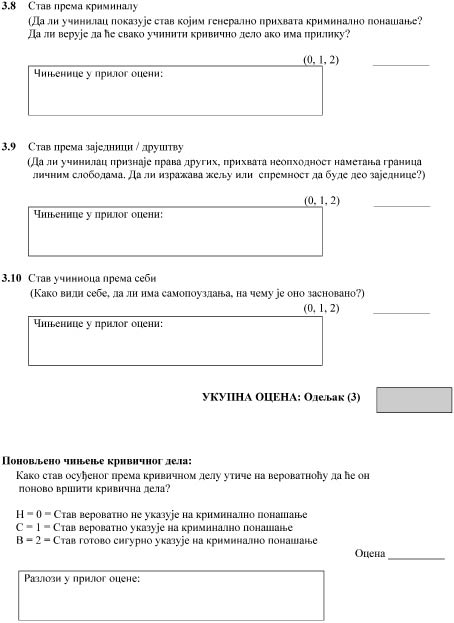 3.8 Став према криминалу
(Да ли учинилац показује став којим генерално прихвата криминално понашање?
Да ли верује да ће свако учинити кривично дело ако има прилику?
(0, 1, 2) __________
Чињенице у прилог оцени:
3.9 Став према заједници / друштву
(Да ли учинилац признаје права других, прихвата неопходност наметања граница
личним слободама. Да ли изражава жељу или спремност да буде део заједнице?)
(0, 1, 2) __________
Чињенице у прилог оцени:
3.10 Став учиниоца према себи
(Како види себе, да ли има самопоуздања, на чему је оно засновано?)
(0, 1, 2) __________
Чињенице у прилог оцени:
УКУПНА ОЦЕНА: Одељак (3)
Поновљено чињење кривичног дела:
Како став осуђеног према кривичном делу утиче на вероватноћу да ће он
поново вршити кривична дела?
Н = 0 = Став вероватно не указује на криминално понашање
С = 1 = Став вероватно указује на криминално понашање
В = 2 = Став готово сигурно указује на криминално понашање
Оцена __________
Разлози у прилог оцене: